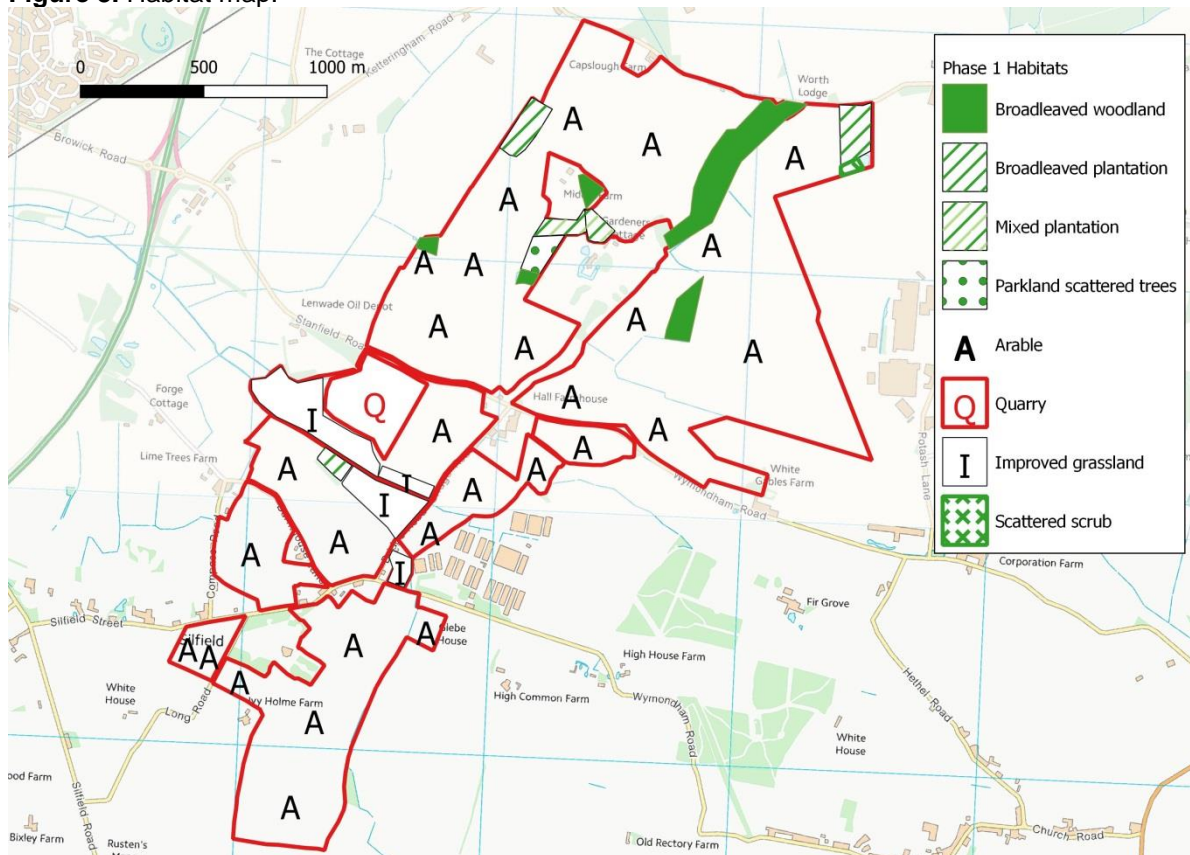 Figure 3. Habitat map.
0 500 1000 m
The Cottage
Ketteringham Road
Capslough Farm
Worth
Lodge
Browick Road
A
A
A
Farm
A
Gardeners
A
A
A
Lenwade Oil Depot
Stanfield Road
A
A
A
A
Forge
Cottage
Hall Farmhouse
A
Q
I
A
A
A
Lime Trees Farm
A
A
A
White
Gables Farm
Potash Lane
I
I
A
Wymondham Road
A
A
A
I
Corporation Farm
Silfield Street
Fir Grove
Silfield
A A
A
A
Glebe
House
High House Farm
Hethel Road
White
House
Long Road
A
Ivy Holme Farm
High Common Farm
Wymondham Road
A
White
House
A
Silfield Road
Bixley Farm
Rusten's
Old Rectory Farm
Church Road
Phase 1 Habitats
Broadleaved woodland
Broadleaved plantation
Mixed plantation
Parkland scattered trees
A Arable
Q Quarry
I Improved grassland
Scattered scrub